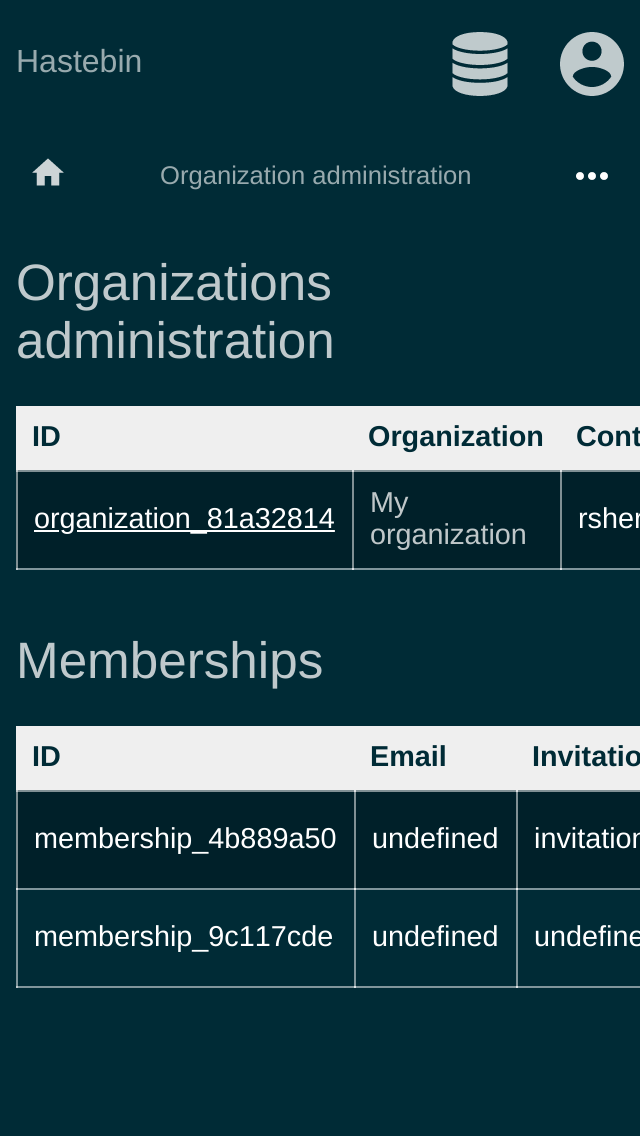 Hastebin
Organization administration
Organizations
administration
ID Organization Cont
organization_81a32814 My organization rsher
Memberships
ID Email Invitatio
membership_4b889a50 undefined invitation
membership_9c117cde undefined undefine